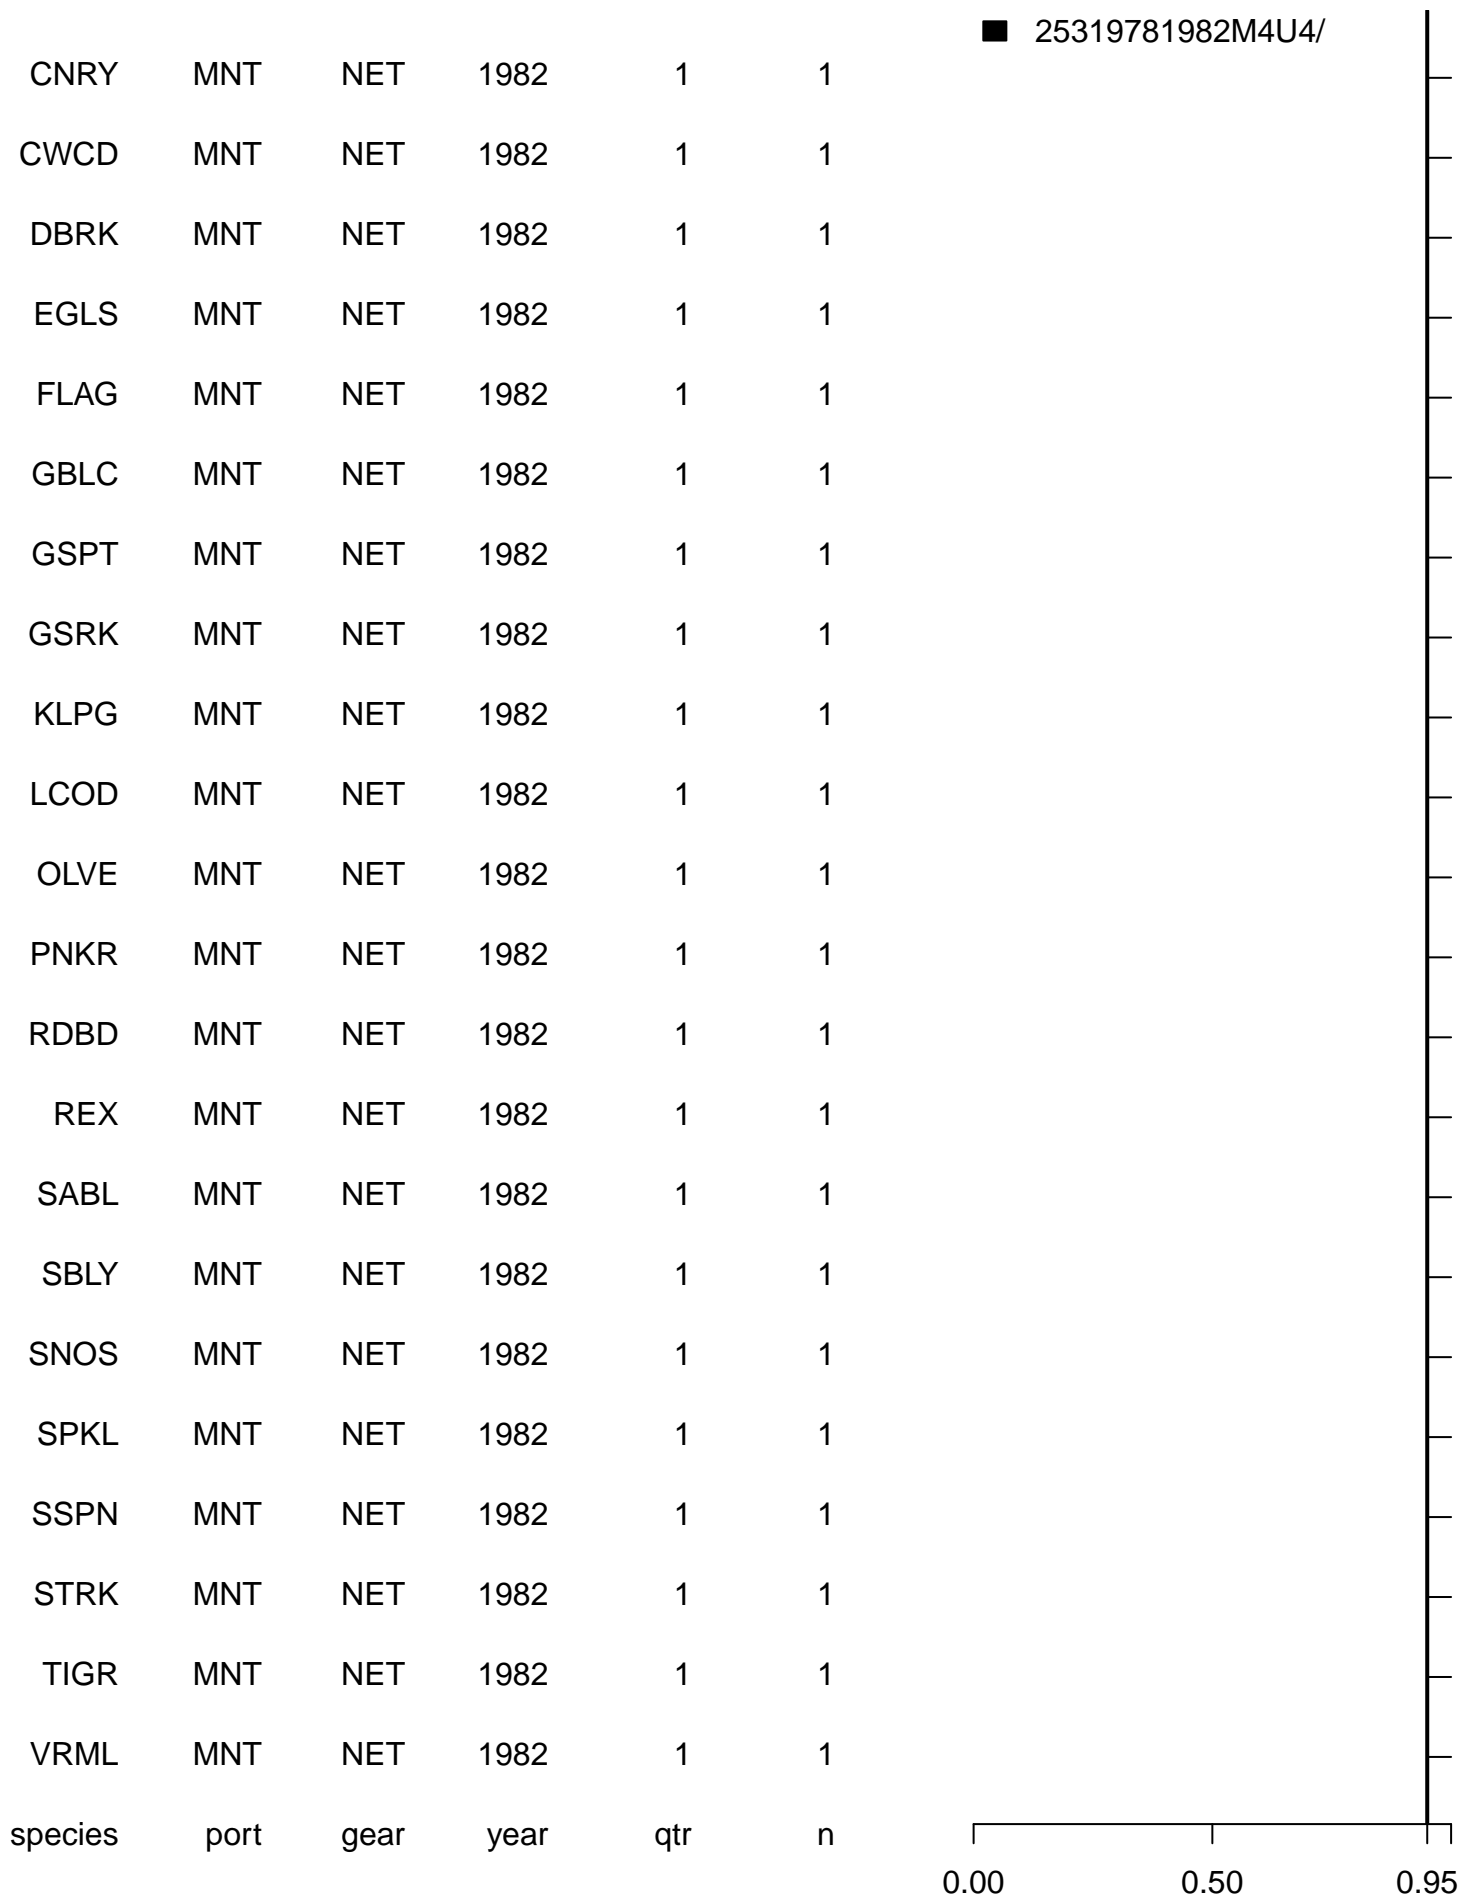 25319781982M4U4/
CNRY MNT NET 1982 1 1
CWCD MNT NET 1982 1 1
DBRK MNT NET 1982 1 1
EGLS MNT NET 1982 1 1
FLAG MNT NET 1982 1 1
GBLC MNT NET 1982 1 1
GSPT MNT NET 1982 1 1
GSRK MNT NET 1982 1 1
KLPG MNT NET 1982 1 1
LCOD MNT NET 1982 1 1
OLVE MNT NET 1982 1 1
PNKR MNT NET 1982 1 1
RDBD MNT NET 1982 1 1
REX MNT NET 1982 1 1
SABL MNT NET 1982 1 1
SBLY MNT NET 1982 1 1
SNOS MNT NET 1982 1 1
SPKL MNT NET 1982 1 1
SSPN MNT NET 1982 1 1
STRK MNT NET 1982 1 1
TIGR MNT NET 1982 1 1
VRML MNT NET 1982 1 1
species port gear year qtr n
0.00 0.50 0.95